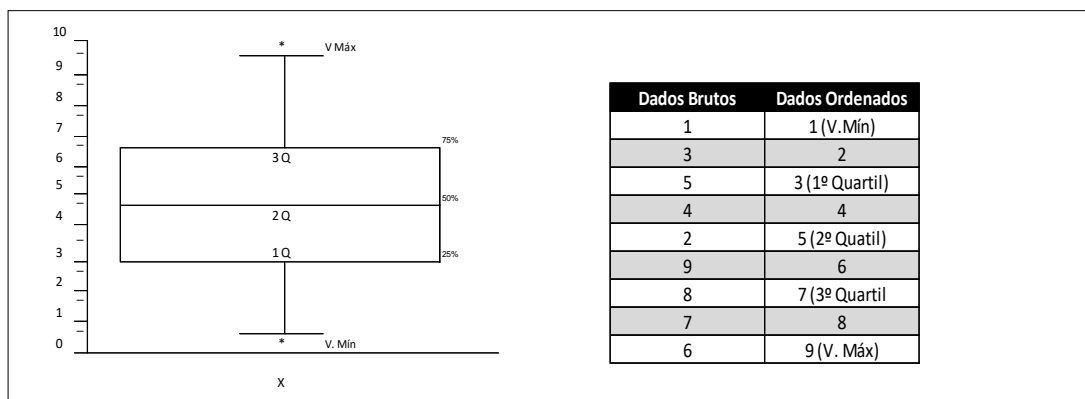 10
9
8
7
6
5
4
3
2
1
0
* V Máx
75%
3 Q
50%
2 Q
1 Q
25%
* V. Mín
X
Dados Brutos Dados Ordenados
1 1 (V.Mín)
3 2
5 3 (1º Quartil)
4 4
2 5 (2º Quatil)
9 6
8 7 (3º Quartil
7 8
6 9 (V. Máx)